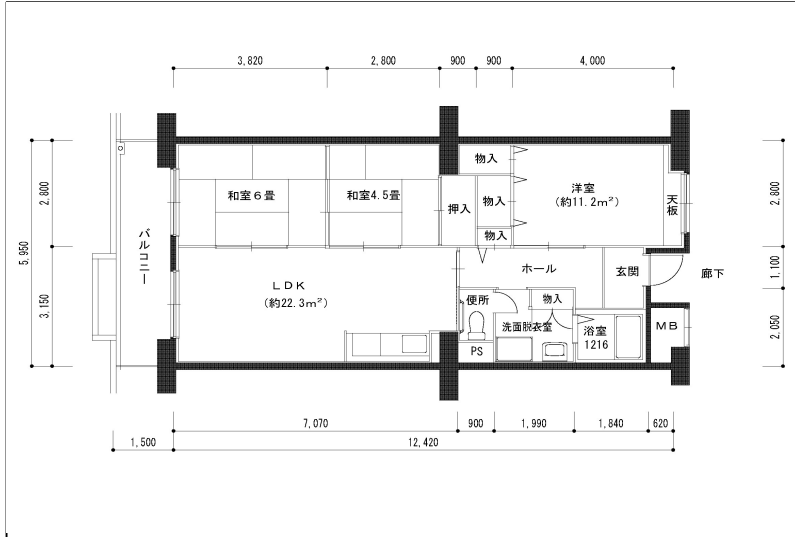 3,820
2,800
900
900
4,000
物入
和室６畳
和室4.5畳
押入
物入
洋室
(約11.2㎡)
天板
物入
2,800
5,950
3,150
バルコニー
2,800
1,100
2,050
ＬＤＫ
(約22.3㎡)
ホール
玄関
廊下
便所
物入
洗面脱衣室
浴室
1216
ＭＢ
PS
7,070
900
1,990
1,840
620
1,500
12,420